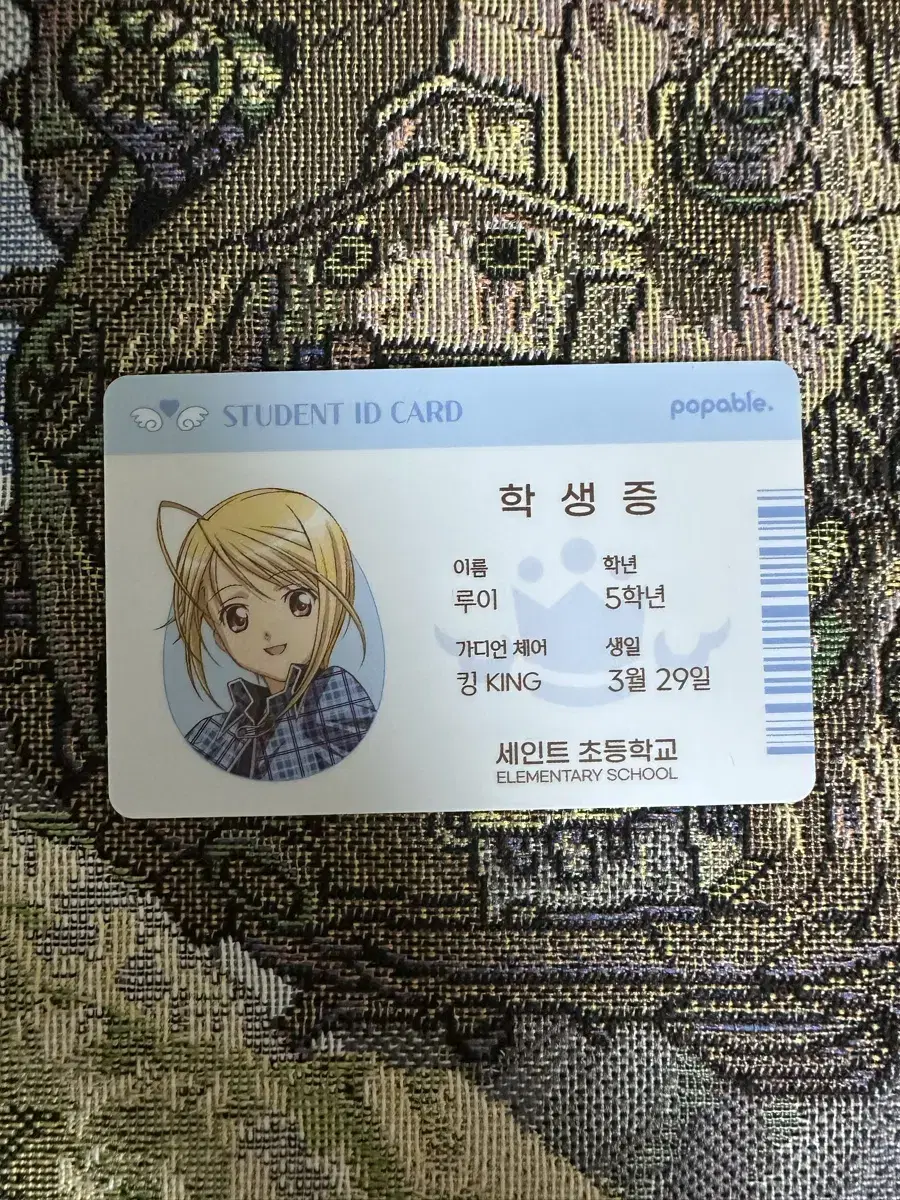 STUDENT ID CARD
popable.
학생증
이름 학년
루이 5학년
가디언 체어 생일
킹 KING 3월 29일
세인트 초등학교
ELEMENTARY SCHOOL